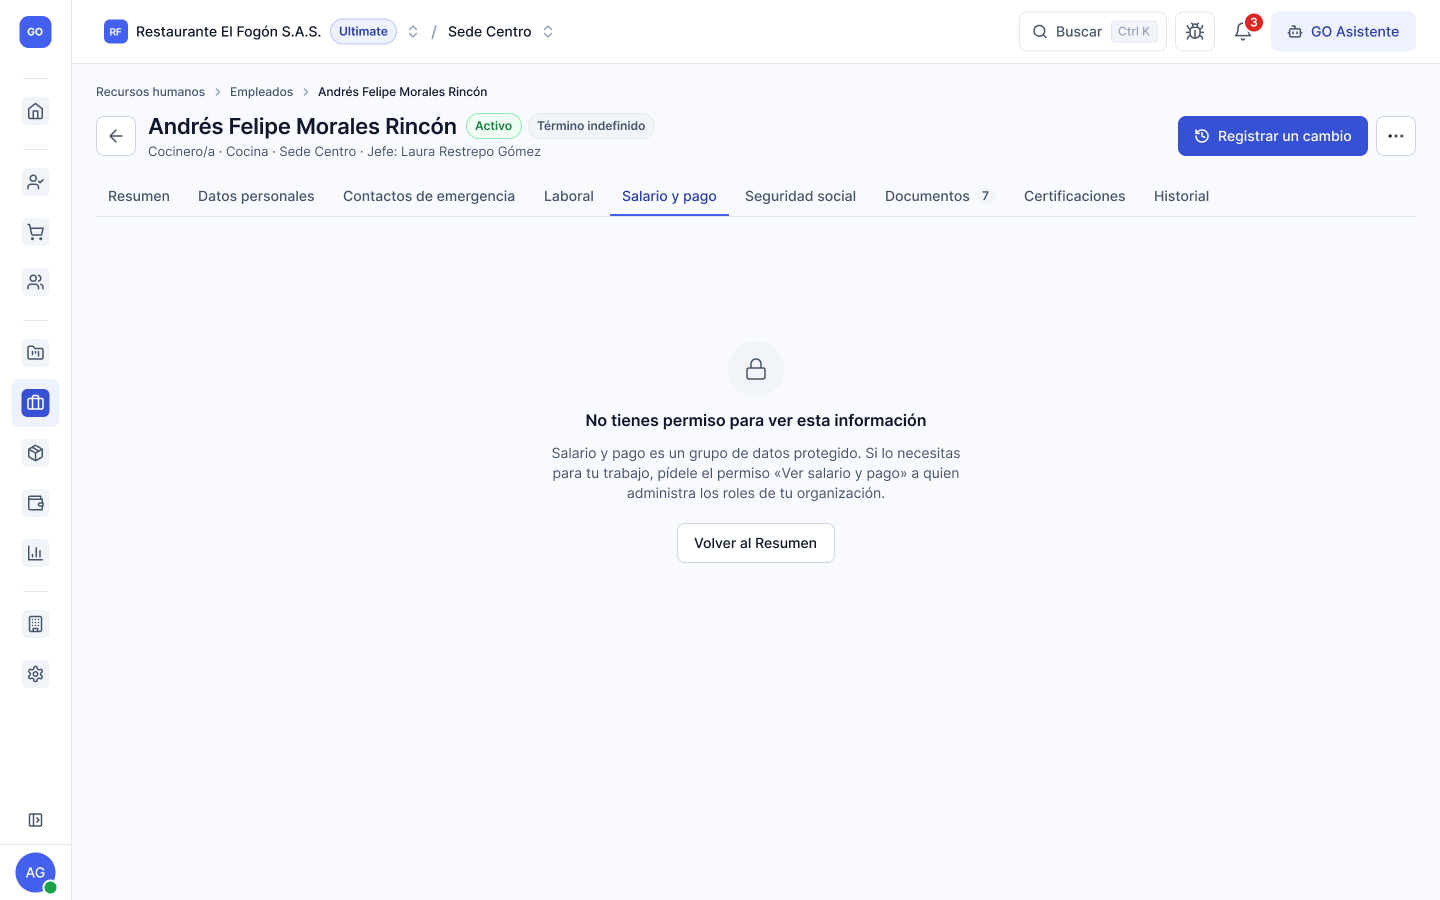 GO
RF
Restaurante El Fogón S.A.S.
Ultimate
/
Sede Centro
Buscar
Ctrl K
3
GO Asistente
Recursos humanos
Empleados
Andrés Felipe Morales Rincón
Andrés Felipe Morales Rincón
Activo
Término indefinido
Cocinero/a · Cocina · Sede Centro · Jefe: Laura Restrepo Gómez
Registrar un cambio
Resumen
Datos personales
Contactos de emergencia
Laboral
Salario y pago
Seguridad social
Documentos 7
Certificaciones
Historial
No tienes permiso para ver esta información
Salario y pago es un grupo de datos protegido. Si lo necesitas
para tu trabajo, pídele el permiso «Ver salario y pago» a quien
administra los roles de tu organización.
Volver al Resumen
AG